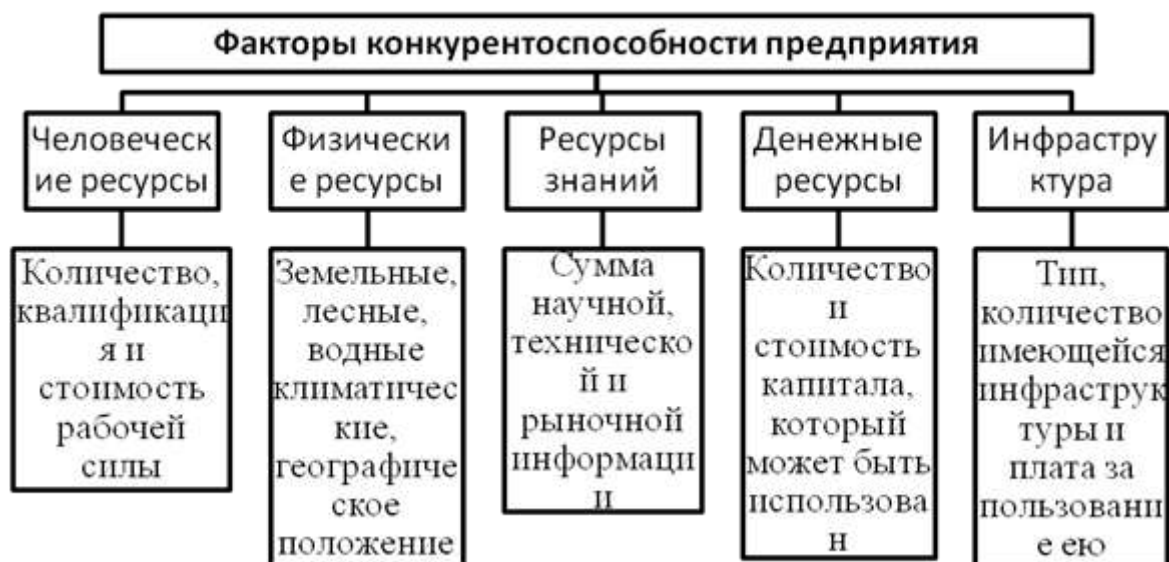 Факторы конкурентоспособности предприятия
Человеческ
ие ресурсы
Физически
е ресурсы
Ресурсы
знаний
Денежные
ресурсы
Инфрастру
ктура
Количество,
квалификаци
я и
стоимость
рабочей
силы
Земельные,
лесные,
водные
климатичес
кие,
географиче
ское
положение
Сумма
научной,
техническо
й и
рыночной
информаци
и
Количество
и
стоимость
капитала,
который
может быть
использова
н
Тип,
количество
имеющейся
инфраструк
туры и
плата за
пользовани
е ею